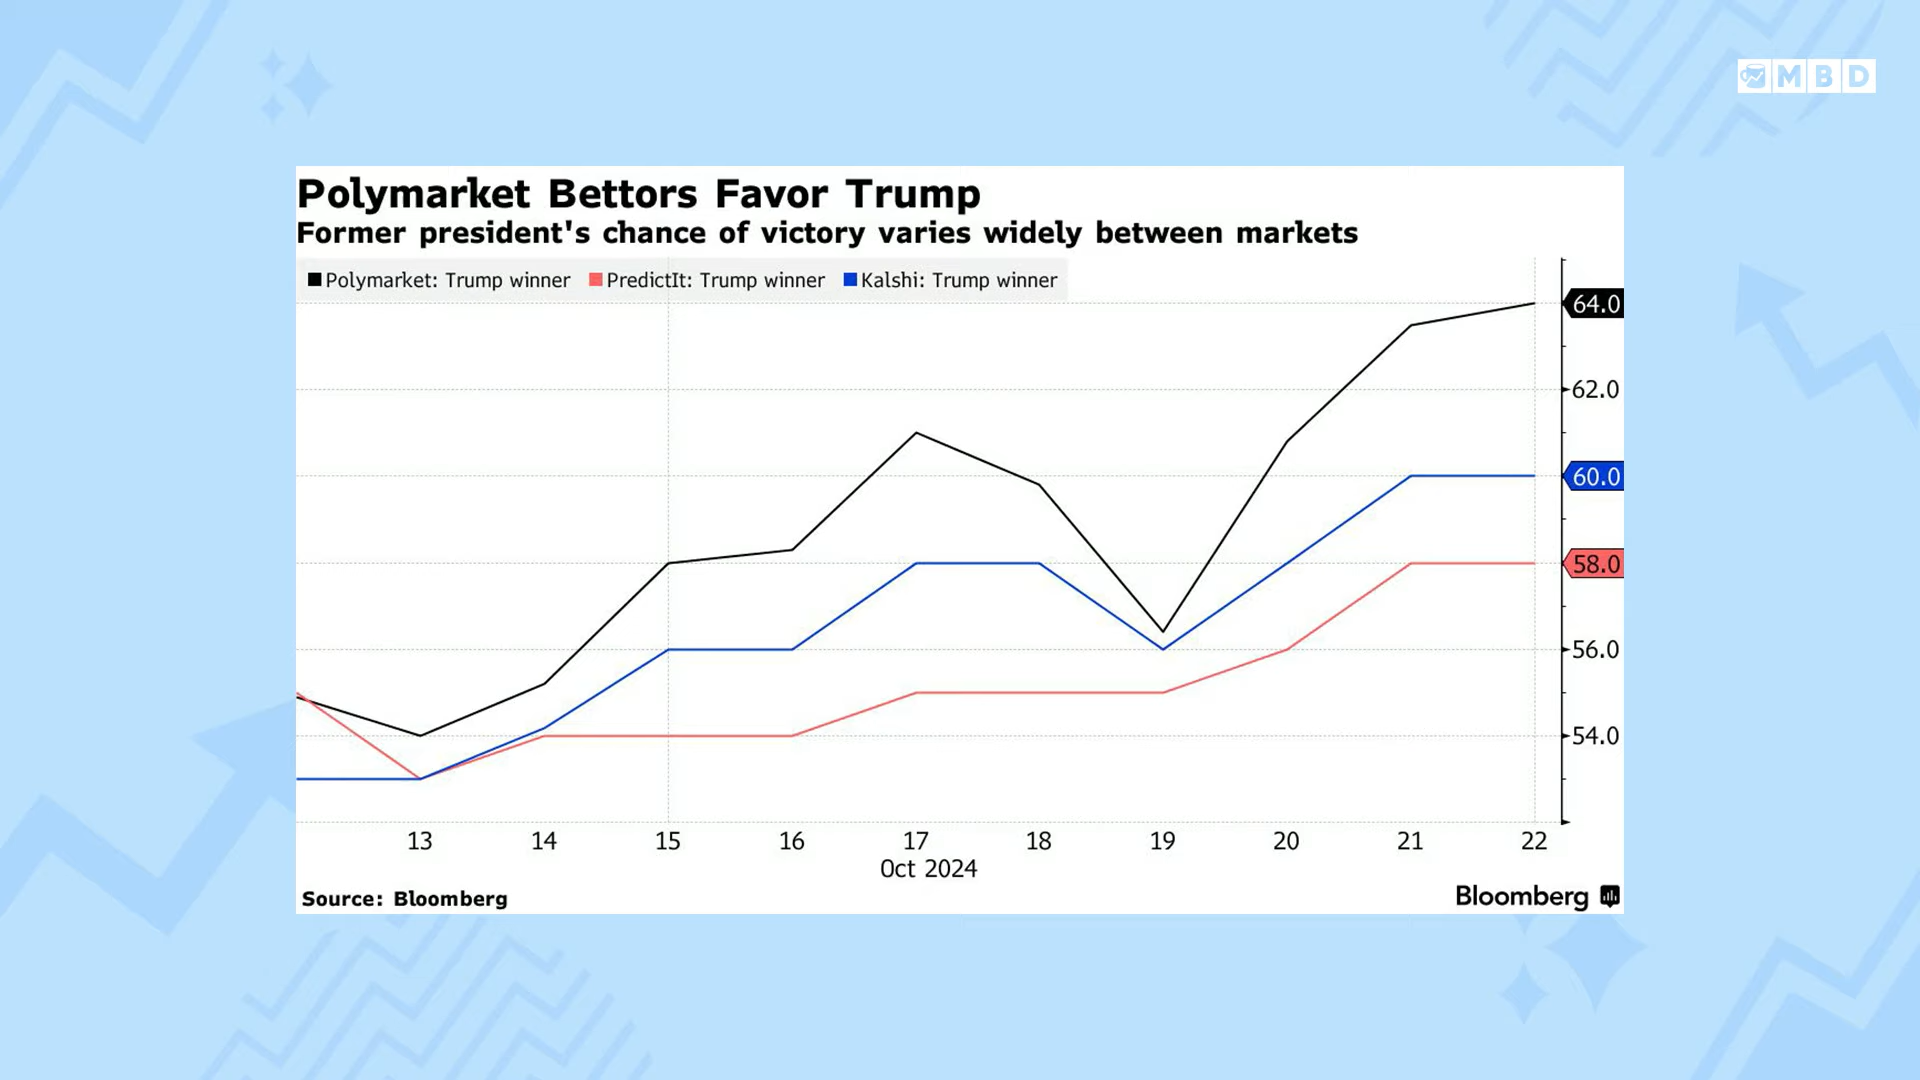 MBD
Polymarket Bettors Favor Trump
Former president's chance of victory varies widely between markets
Polymarket: Trump winner PredictIt: Trump winner Kalshi: Trump winner
64.0
62.0
60.0
58.0
56.0
54.0
13 14 15 16 17 18 19 20 21 22
Oct 2024
Source: Bloomberg
Bloomberg